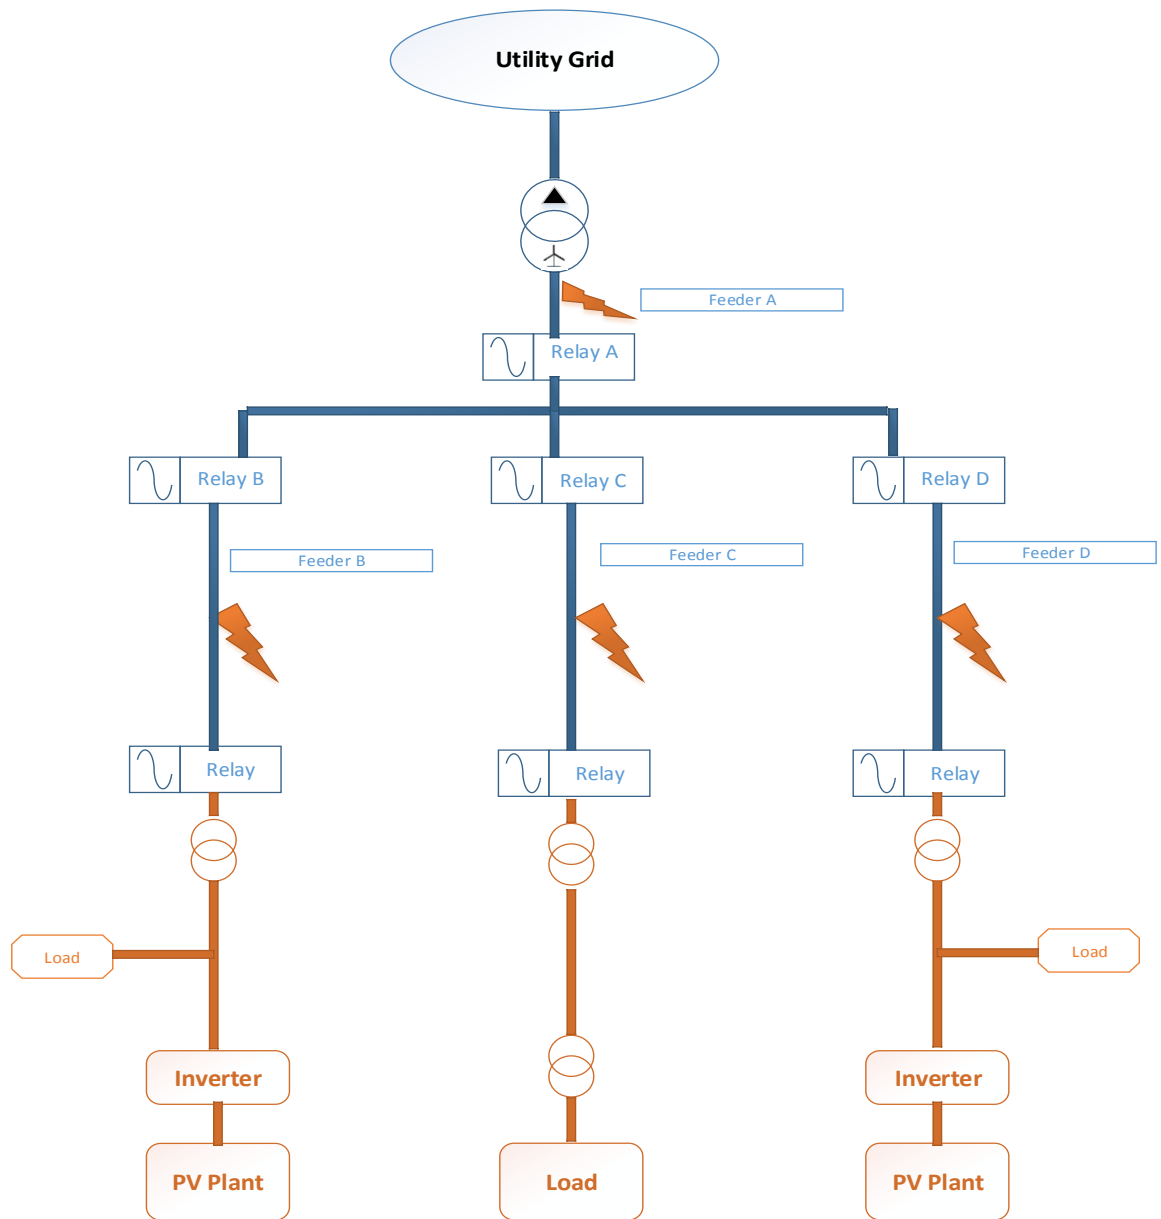 Utility Grid
Feeder A
Relay A
Relay B
Relay C
Relay D
Feeder B
Feeder C
Feeder D
Relay
Relay
Relay
Load
Load
Inverter
Inverter
PV Plant
Load
PV Plant